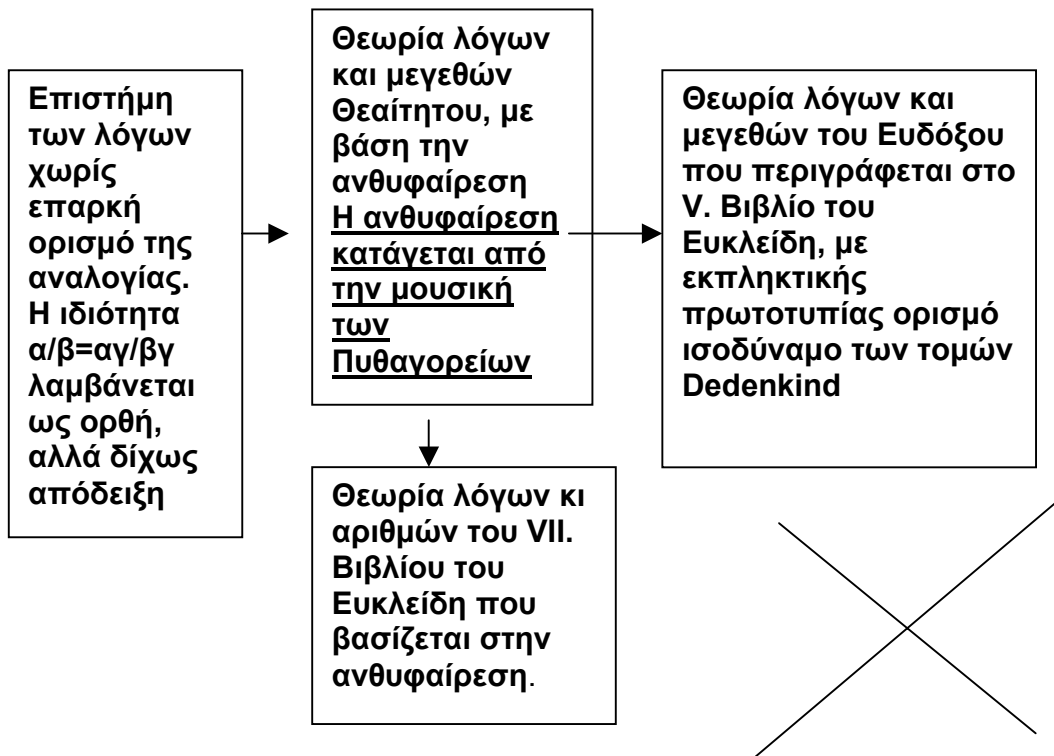 Επιστήμη
των λόγων
χωρίς
επαρκή
ορισμό της
αναλογίας.
Η ιδιότητα
α/β=αγ/βγ
λαμβάνεται
ως ορθή,
αλλά δίχως
απόδειξη
Θεωρία λόγων
και μεγεθών
Θεαίτητου, με
βάση την
ανθυφαίρεση
Η ανθυφαίρεση
κατάγεται από
την μουσική
των
Πυθαγορείων
Θεωρία λόγων και
μεγεθών του Ευδόξου
που περιγράφεται στο
V. Βιβλίο του
Ευκλείδη, με
εκπληκτικής
πρωτοτυπίας ορισμό
ισοδύναμο των τομών
Dedenkind
Θεωρία λόγων κι
αριθμών του VII.
Βιβλίου του
Ευκλείδη που
βασίζεται στην
ανθυφαίρεση.